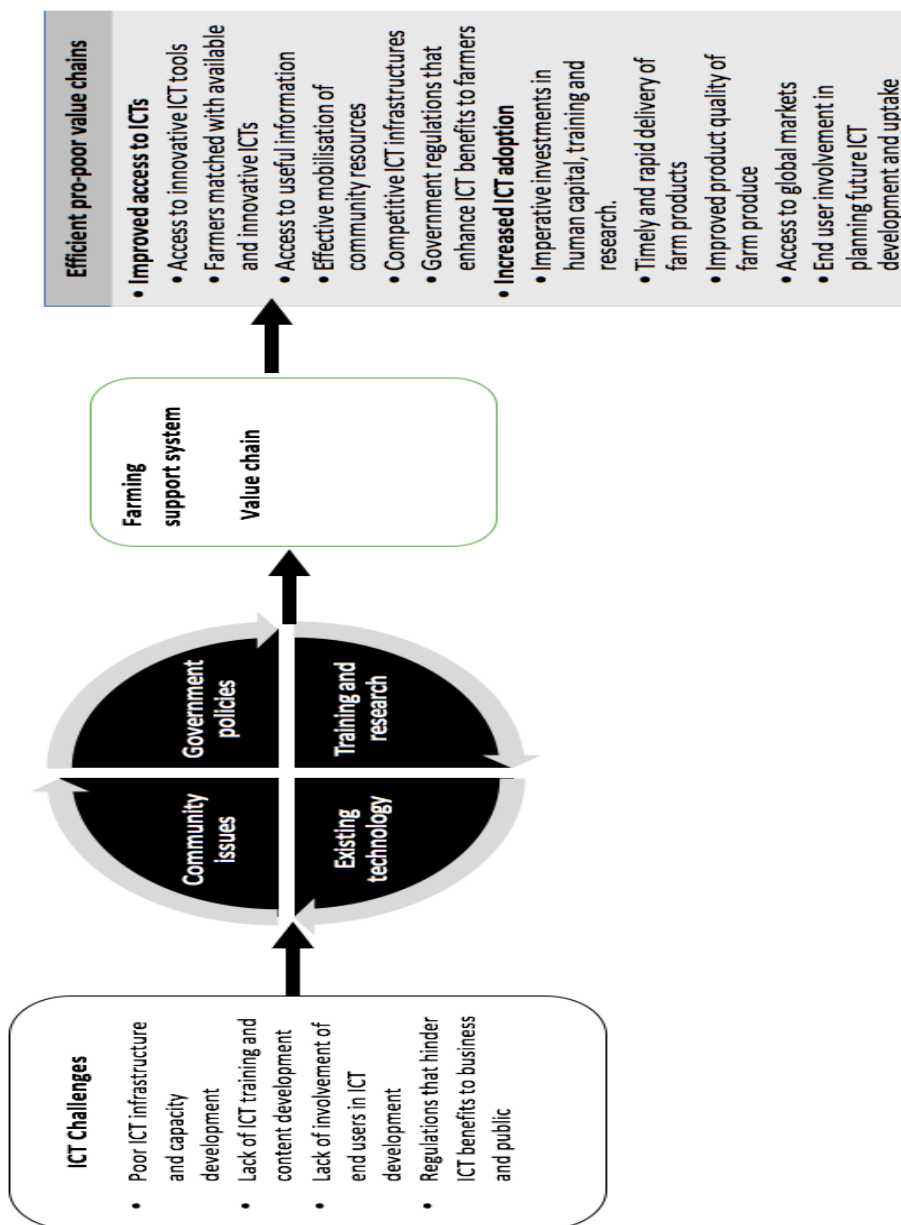 ICT Challenges
• Poor ICT infrastructure
and capacity
development
• Lack of ICT training and
content development
• Lack of involvement of
end users in ICT
development
• Regulations that hinder
ICT benefits to business
and public
Community
issues
Government
policies
Existing
technology
Training and
research
Farming
support system
Value chain
Efficient pro-poor value chains
• Improved access to ICTs
• Access to innovative ICT tools
• Farmers matched with available
and innovative ICTs
• Access to useful information
• Effective mobilisation of
community resources
• Competitive ICT infrastructures
• Government regulations that
enhance ICT benefits to farmers
• Increased ICT adoption
• Imperative investments in
human capital, training and
research.
• Timely and rapid delivery of
farm products
• Improved product quality of
farm produce
• Access to global markets
• End user involvement in
planning future ICT
development and uptake